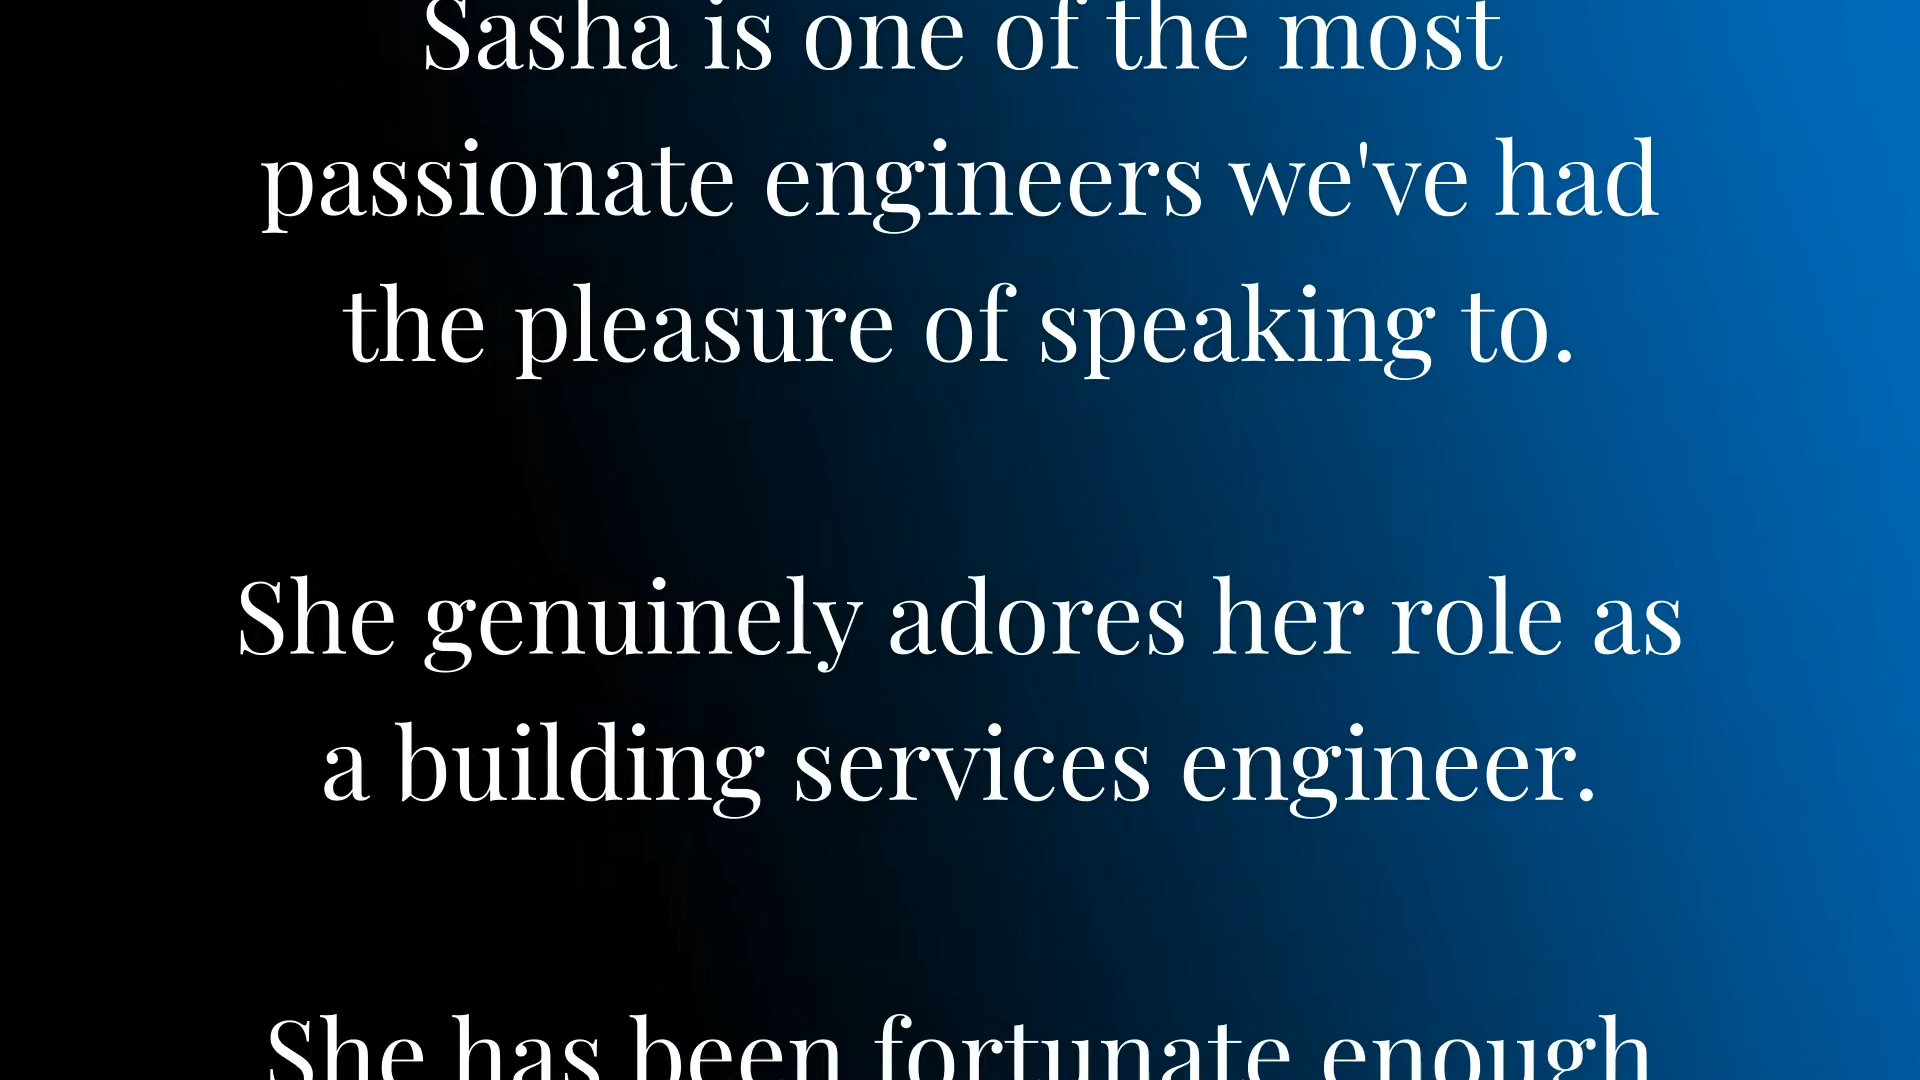 Sasha is one of the most
passionate engineers we've had
the pleasure of speaking to.
She genuinely adores her role as
a building services engineer.
She has been fortunate enough